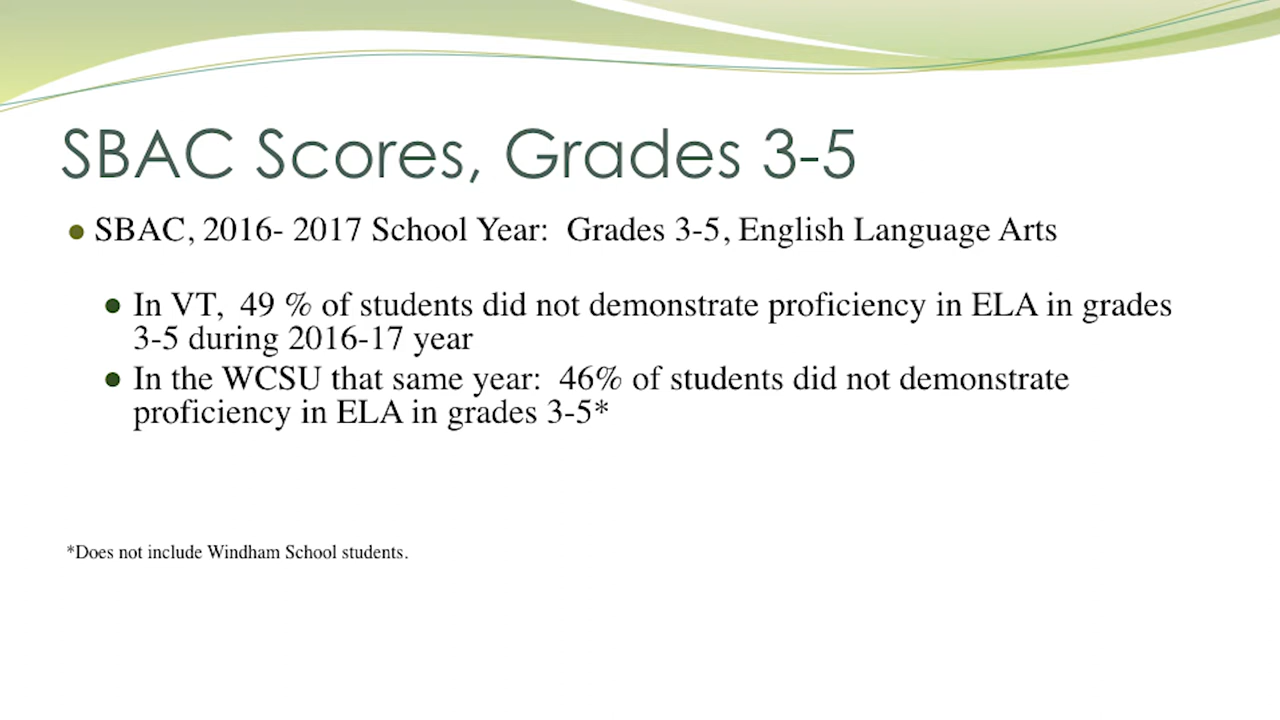 SBAC Scores, Grades 3-5
SBAC, 2016- 2017 School Year:  Grades 3-5, English Language Arts
In VT,  49 % of students did not demonstrate proficiency in ELA in grades
3-5 during 2016-17 year
In the WCSU that same year:  46% of students did not demonstrate
proficiency in ELA in grades 3-5*
*Does not include Windham School students.